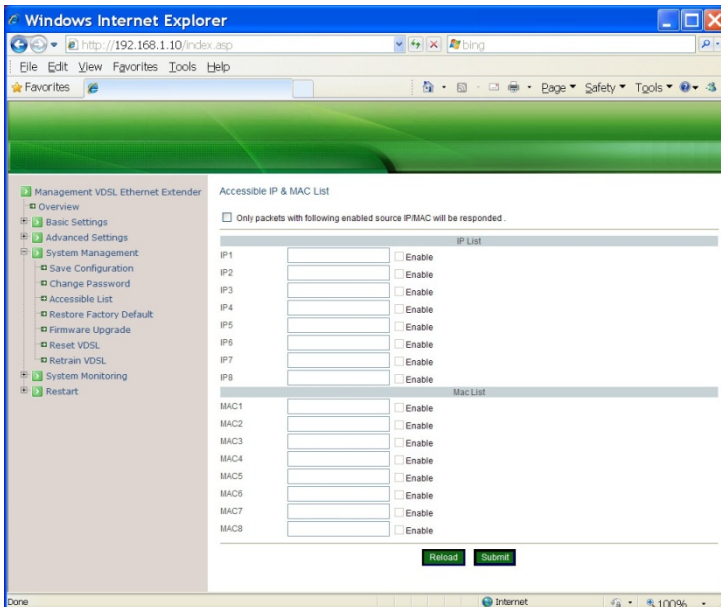 Windows Internet Explorer
http://192.168.1.10/index.asp
bing
File Edit View Favorites Tools Help
Favorites
Page Safety Tools
Management VDSL Ethernet Extender
Overview
Basic Settings
Advanced Settings
System Management
Save Configuration
Change Password
Accessible List
Restore Factory Default
Firmware Upgrade
Reset VDSL
Retrain VDSL
System Monitoring
Restart
Accessible IP & MAC List
Only packets with following enabled source IP/MAC will be responded .
IP List
IP1 Enable
IP2 Enable
IP3 Enable
IP4 Enable
IP5 Enable
IP6 Enable
IP7 Enable
IP8 Enable
Mac List
MAC1 Enable
MAC2 Enable
MAC3 Enable
MAC4 Enable
MAC5 Enable
MAC6 Enable
MAC7 Enable
MAC8 Enable
Reload Submit
Done Internet 100%